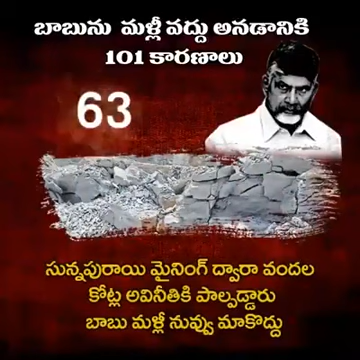 బాబును మళ్లీ వద్దు అనడానికి
101 కారణాలు
63
సున్నపురాయి మైనింగ్ ద్వారా వందల
కోట్ల అవినీతికి పాల్పడ్డారు
బాబు మళ్లీ నువ్వు మాకొద్దు